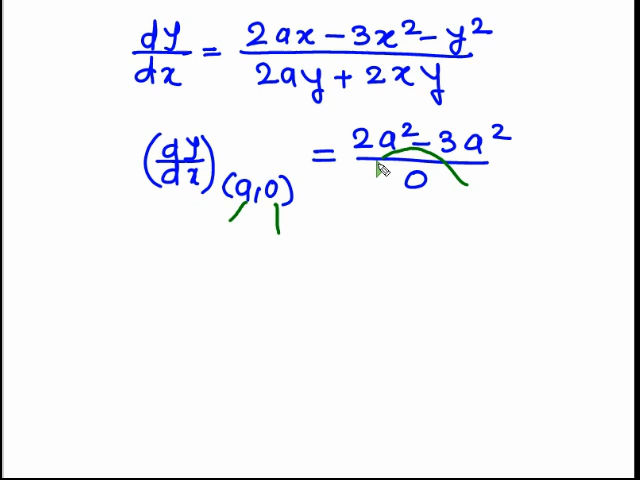 dy/dx = (2ax - 3x² - y²)/(2ay + 2xy)
(dy/dx)(a,0) = (2a² - 3a²)/0